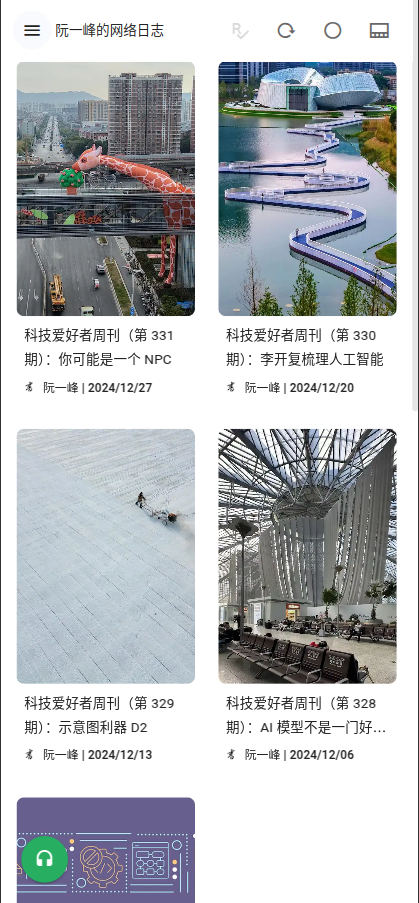 阮一峰的网络日志
科技爱好者周刊（第 331
期）：你可能是一个 NPC
阮一峰 | 2024/12/27
科技爱好者周刊（第 330
期）：李开复梳理人工智能
阮一峰 | 2024/12/20
科技爱好者周刊（第 329
期）：示意图利器 D2
阮一峰 | 2024/12/13
科技爱好者周刊（第 328
期）：AI 模型不是一门好…
阮一峰 | 2024/12/06